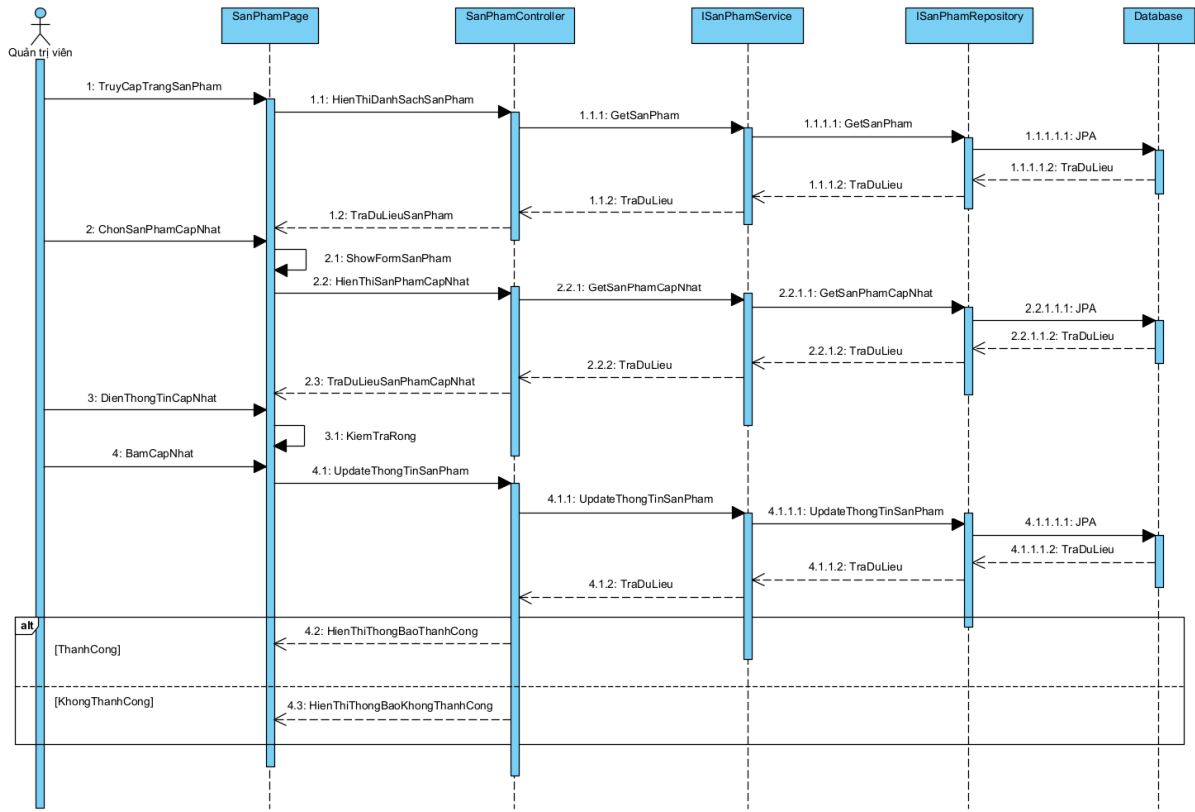 SanPhamPage
SanPhamController
ISanPhamService
ISanPhamRepository
Database
Quản trị viên
1: TruyCapTrangSanPham
1.1: HienThiDanhSachSanPham
1.1.1: GetSanPham
1.1.1.1: GetSanPham
1.1.1.1.1: JPA
1.1.1.1.2: TraDuLieu
1.1.1.2: TraDuLieu
1.1.2: TraDuLieu
1.2: TraDuLieuSanPham
2: ChonSanPhamCapNhat
2.1: ShowFormSanPham
2.2: HienThiSanPhamCapNhat
2.2.1: GetSanPhamCapNhat
2.2.1.1: GetSanPhamCapNhat
2.2.1.1.1: JPA
2.2.1.1.2: TraDuLieu
2.2.1.2: TraDuLieu
2.2.2: TraDuLieu
2.3: TraDuLieuSanPhamCapNhat
3: DienThongTinCapNhat
3.1: KiemTraRong
4: BamCapNhat
4.1: UpdateThongTinSanPham
4.1.1: UpdateThongTinSanPham
4.1.1.1: UpdateThongTinSanPham
4.1.1.1.1: JPA
4.1.1.1.2: TraDuLieu
4.1.1.2: TraDuLieu
4.1.2: TraDuLieu
alt
4.2: HienThiThongBaoThanhCong
[ThanhCong]
[KhongThanhCong]
4.3: HienThiThongBaoKhongThanhCong